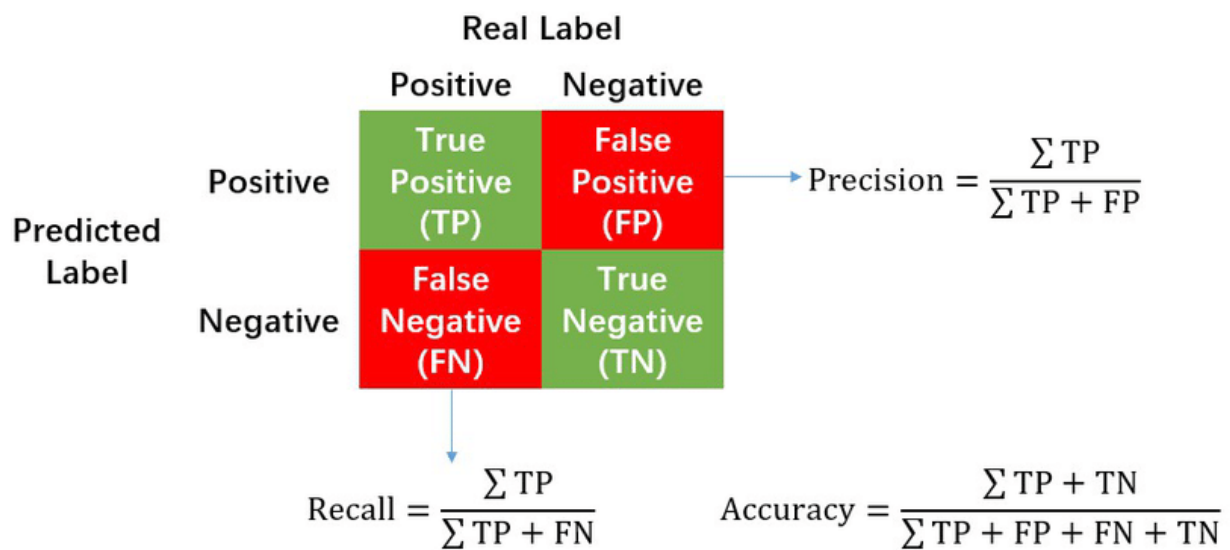 Real Label
Positive Negative
True
Positive
(TP)
False
Positive
(FP)
Positive
Precision = ∑ TP / ∑ TP + FP
Predicted
Label
False
Negative
(FN)
True
Negative
(TN)
Negative
Recall = ∑ TP / ∑ TP + FN
Accuracy = ∑ TP + TN / ∑ TP + FP + FN + TN